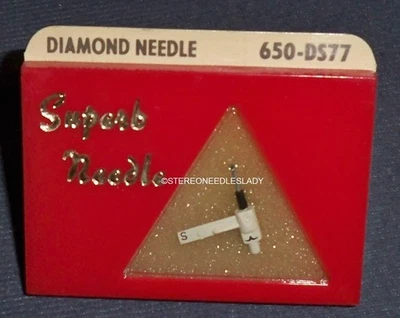 DIAMOND NEEDLE 650-DS77
Superb
Needle
©STEREONEEDLESLADY
S